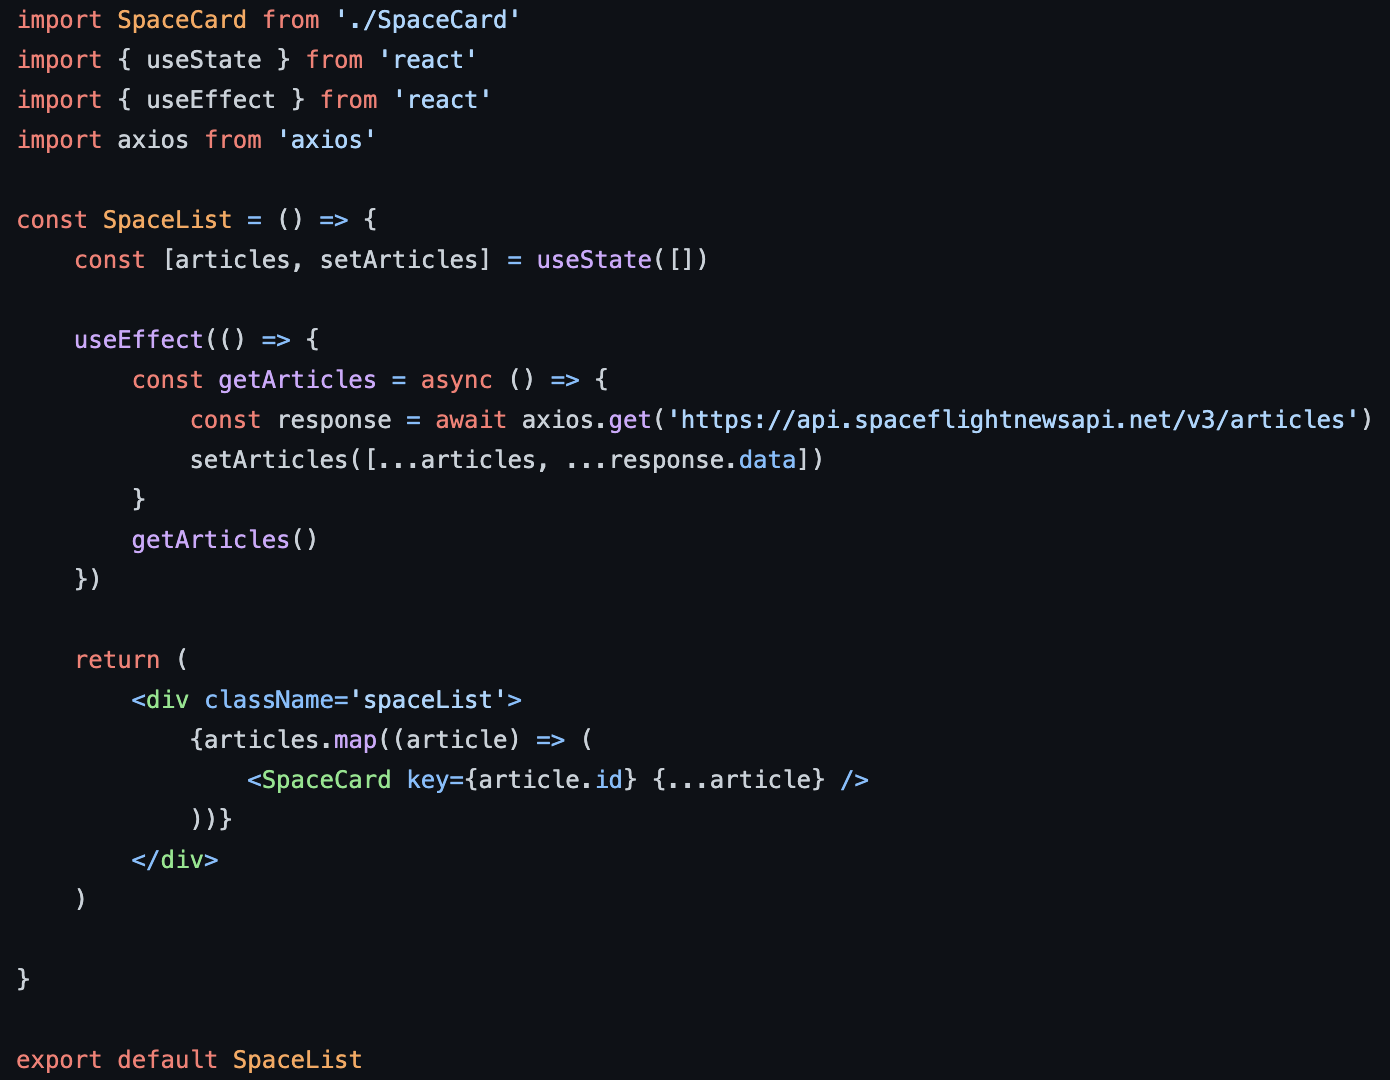 import SpaceCard from './SpaceCard'
import { useState } from 'react'
import { useEffect } from 'react'
import axios from 'axios'

const SpaceList = () => {
    const [articles, setArticles] = useState([])

    useEffect(() => {
        const getArticles = async () => {
            const response = await axios.get('https://api.spaceflightnewsapi.net/v3/articles')
            setArticles([...articles, ...response.data])
        }
        getArticles()
    })

    return (
        <div className='spaceList'>
            {articles.map((article) => (
                <SpaceCard key={article.id} {...article} />
            ))}
        </div>
    )

}

export default SpaceList